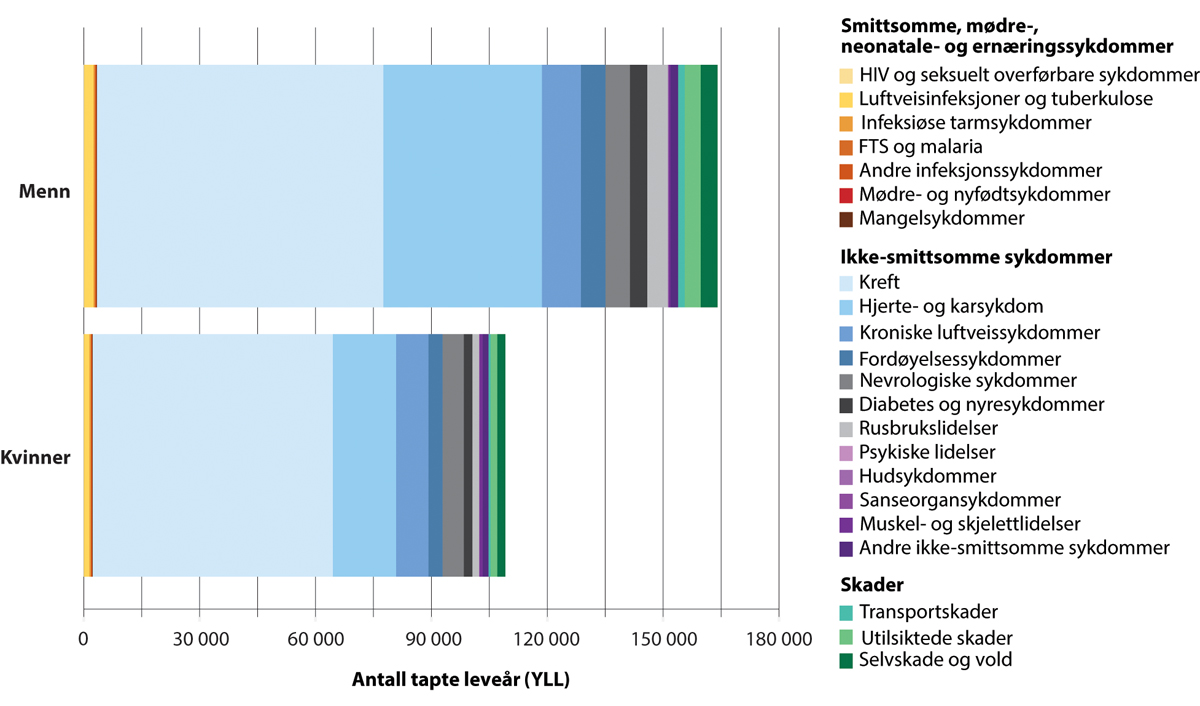 Menn
Kvinner
0
30 000
60 000
90 000
120 000
150 000
180 000
Antall tapte leveår (YLL)
Smittsomme, mødre-,
neonatale- og ernæringssykdommer
HIV og seksuelt overførbare sykdommer
Luftveisinfeksjoner og tuberkulose
Infeksiøse tarmsykdommer
FTS og malaria
Andre infeksjonssykdommer
Mødre- og nyfødtsykdommer
Mangelsykdommer
Ikke-smittsomme sykdommer
Kreft
Hjerte- og karsykdom
Kroniske luftveissykdommer
Fordøyelsessykdommer
Nevrologiske sykdommer
Diabetes og nyresykdommer
Rusbrukslidelser
Psykiske lidelser
Hudsykdommer
Sanseorgansykdommer
Muskel- og skjelettlidelser
Andre ikke-smittsomme sykdommer
Skader
Transportskader
Utilsiktede skader
Selvskade og vold